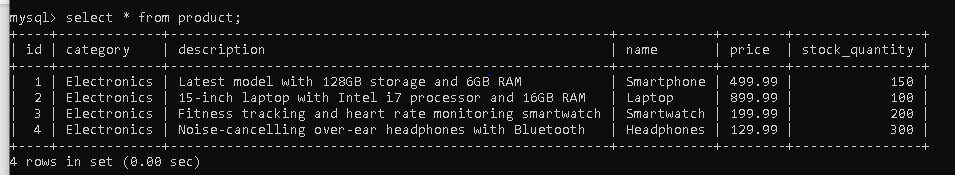 mysql> select * from product;
+----+-------------+-------------------------------------------------------+------------+--------+----------------+
| id | category    | description                                           | name       | price  | stock_quantity |
+----+-------------+-------------------------------------------------------+------------+--------+----------------+
|  1 | Electronics | Latest model with 128GB storage and 6GB RAM           | Smartphone | 499.99 |            150 |
|  2 | Electronics | 15-inch laptop with Intel i7 processor and 16GB RAM   | Laptop     | 899.99 |            100 |
|  3 | Electronics | Fitness tracking and heart rate monitoring smartwatch | Smartwatch | 199.99 |            200 |
|  4 | Electronics | Noise-cancelling over-ear headphones with Bluetooth   | Headphones | 129.99 |            300 |
+----+-------------+-------------------------------------------------------+------------+--------+----------------+
4 rows in set (0.00 sec)